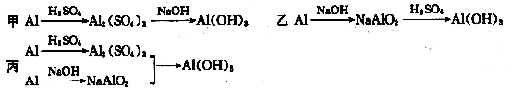 甲 Al —H₂SO₄→ Al₂(SO₄)₃ —NaOH→ Al(OH)₃ 乙 Al —NaOH→ NaAlO₂ —H₂SO₄→ Al(OH)₃
Al —H₂SO₄→ Al₂(SO₄)₃
丙 → Al(OH)₃
Al —NaOH→ NaAlO₂